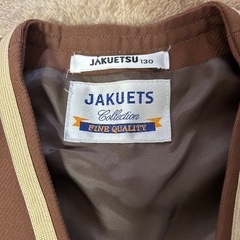 JAKUETSU 130
JAKUETS
Collection
FINE QUALITY